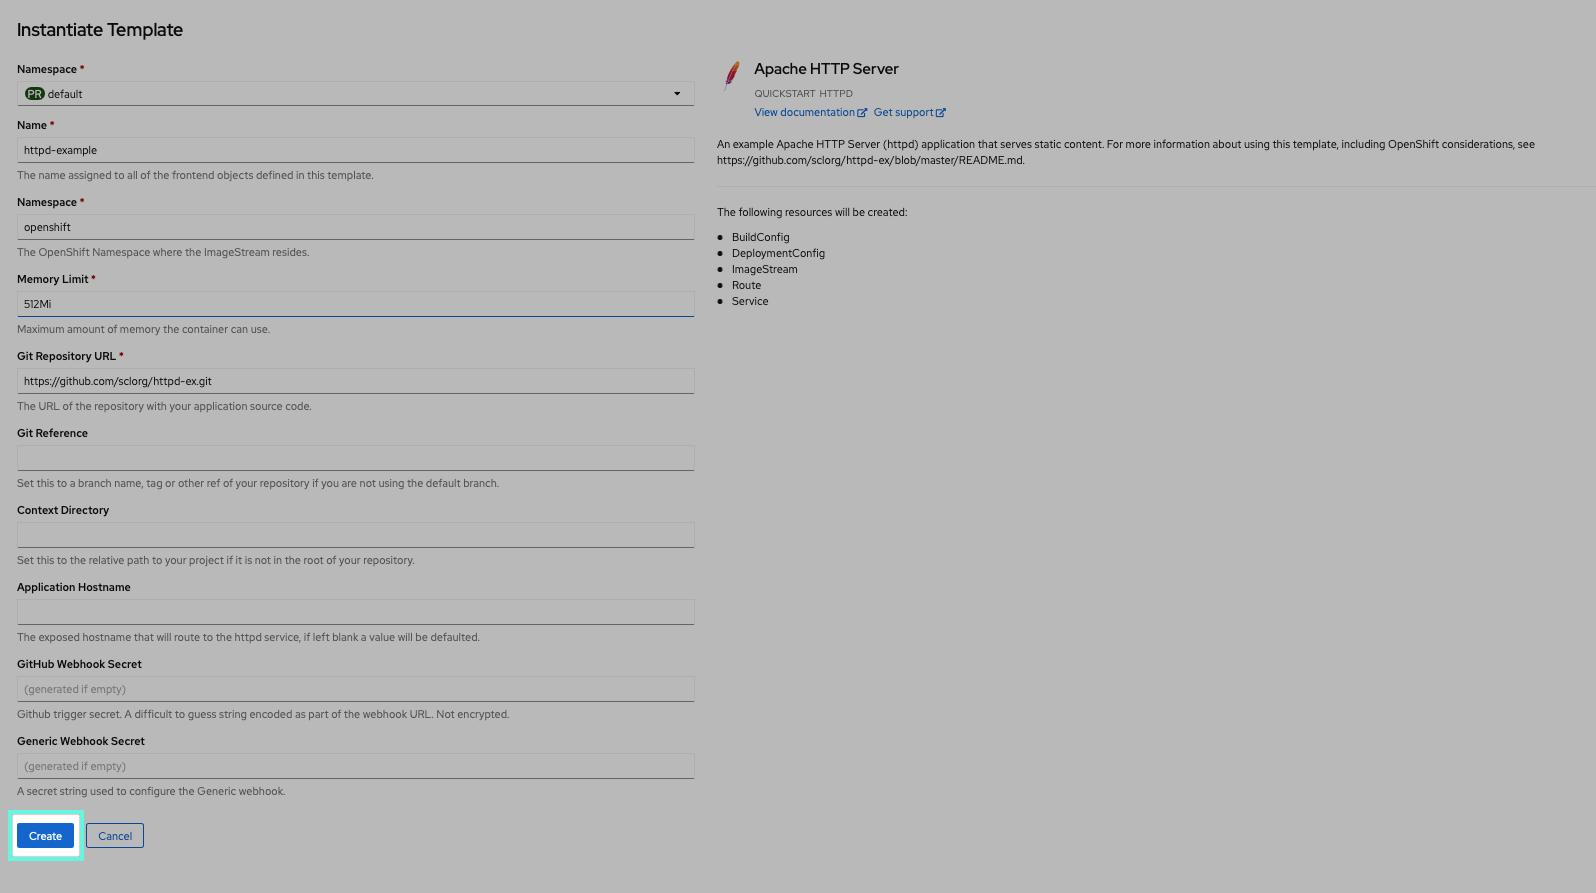 Instantiate Template
Namespace *
PR default
Name *
httpd-example
The name assigned to all of the frontend objects defined in this template.
Namespace *
openshift
The OpenShift Namespace where the ImageStream resides.
Memory Limit *
512Mi
Maximum amount of memory the container can use.
Git Repository URL *
https://github.com/sclorg/httpd-ex.git
The URL of the repository with your application source code.
Git Reference
Set this to a branch name, tag or other ref of your repository if you are not using the default branch.
Context Directory
Set this to the relative path to your project if it is not in the root of your repository.
Application Hostname
The exposed hostname that will route to the httpd service, if left blank a value will be defaulted.
GitHub Webhook Secret
(generated if empty)
Github trigger secret. A difficult to guess string encoded as part of the webhook URL. Not encrypted.
Generic Webhook Secret
(generated if empty)
A secret string used to configure the Generic webhook.
Create Cancel
Apache HTTP Server
QUICKSTART HTTPD
View documentation Get support
An example Apache HTTP Server (httpd) application that serves static content. For more information about using this template, including OpenShift considerations, see
https://github.com/sclorg/httpd-ex/blob/master/README.md.
The following resources will be created:
• BuildConfig
• DeploymentConfig
• ImageStream
• Route
• Service